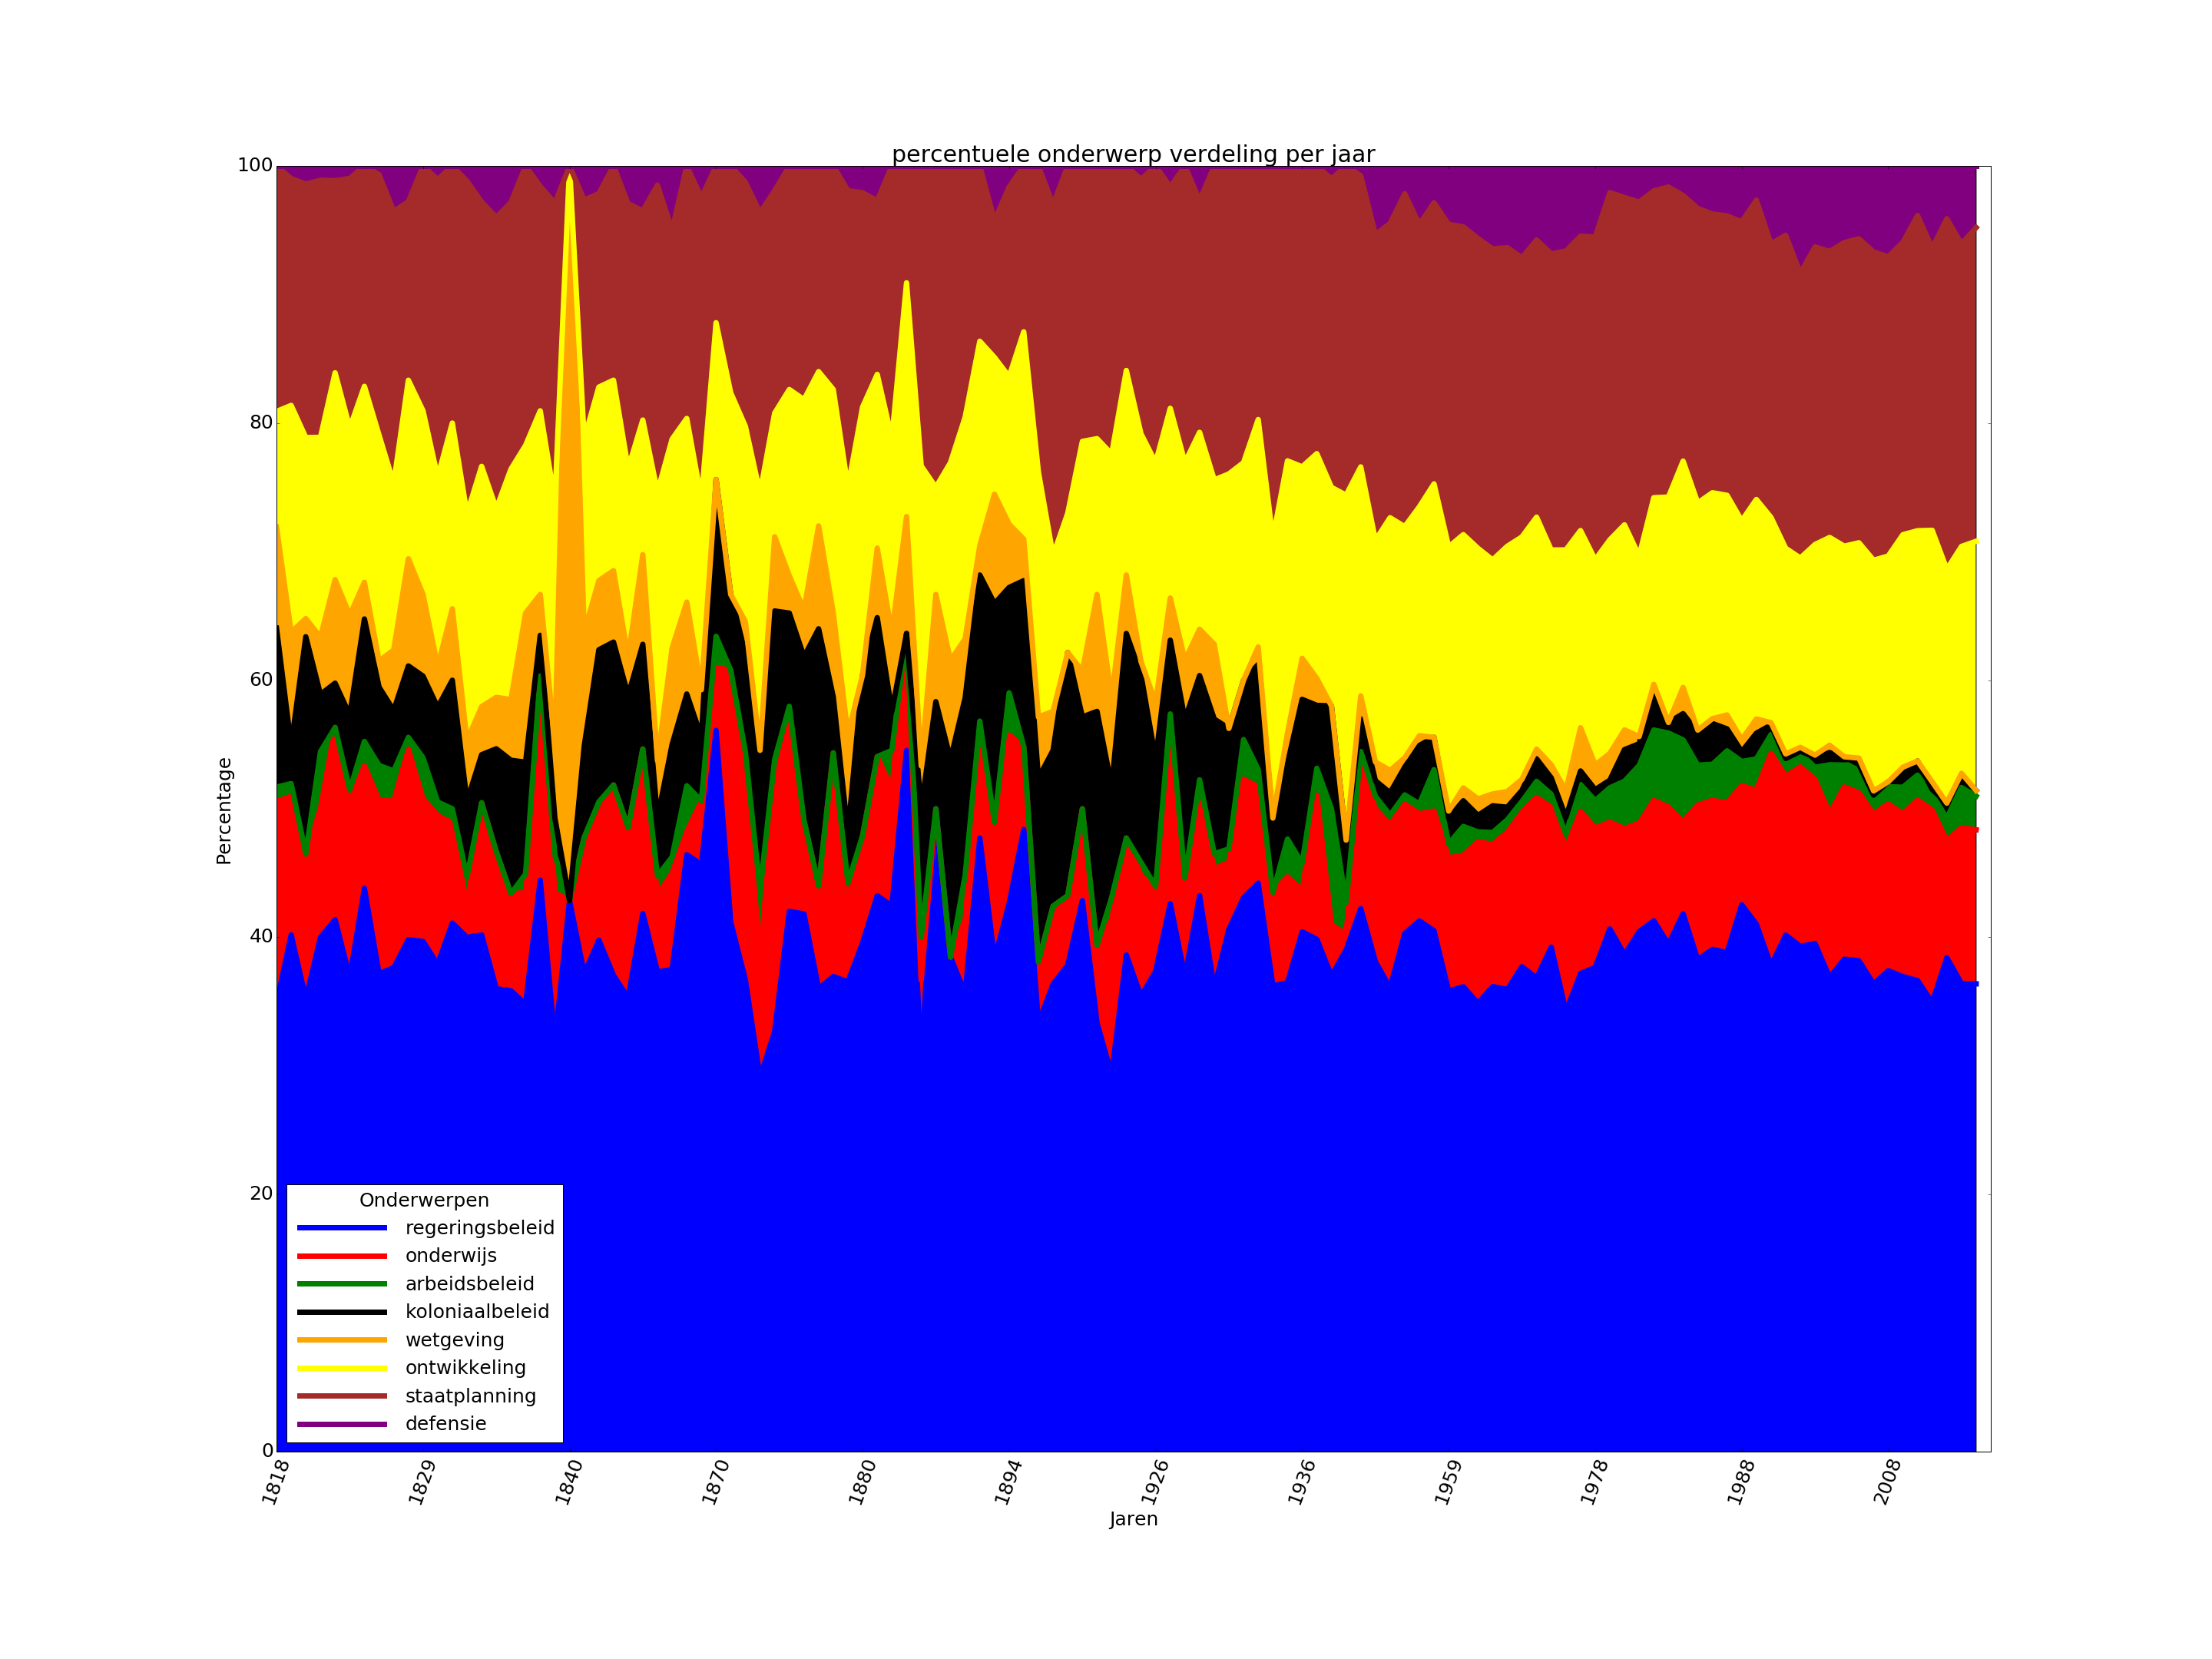 percentuele onderwerp verdeling per jaar
100
80
60
40
20
0
Percentage
Onderwerpen
regeringsbeleid
onderwijs
arbeidsbeleid
koloniaalbeleid
wetgeving
ontwikkeling
staatplanning
defensie
1818 1829 1840 1870 1880 1894 1926 1936 1959 1978 1988 2008
Jaren